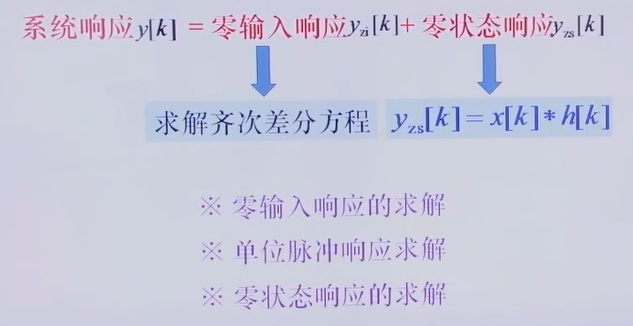 系统响应y[k] = 零输入响应yzi[k]+ 零状态响应yzs[k]
求解齐次差分方程 yzs[k]=x[k]*h[k]
※ 零输入响应的求解
※ 单位脉冲响应求解
※ 零状态响应的求解